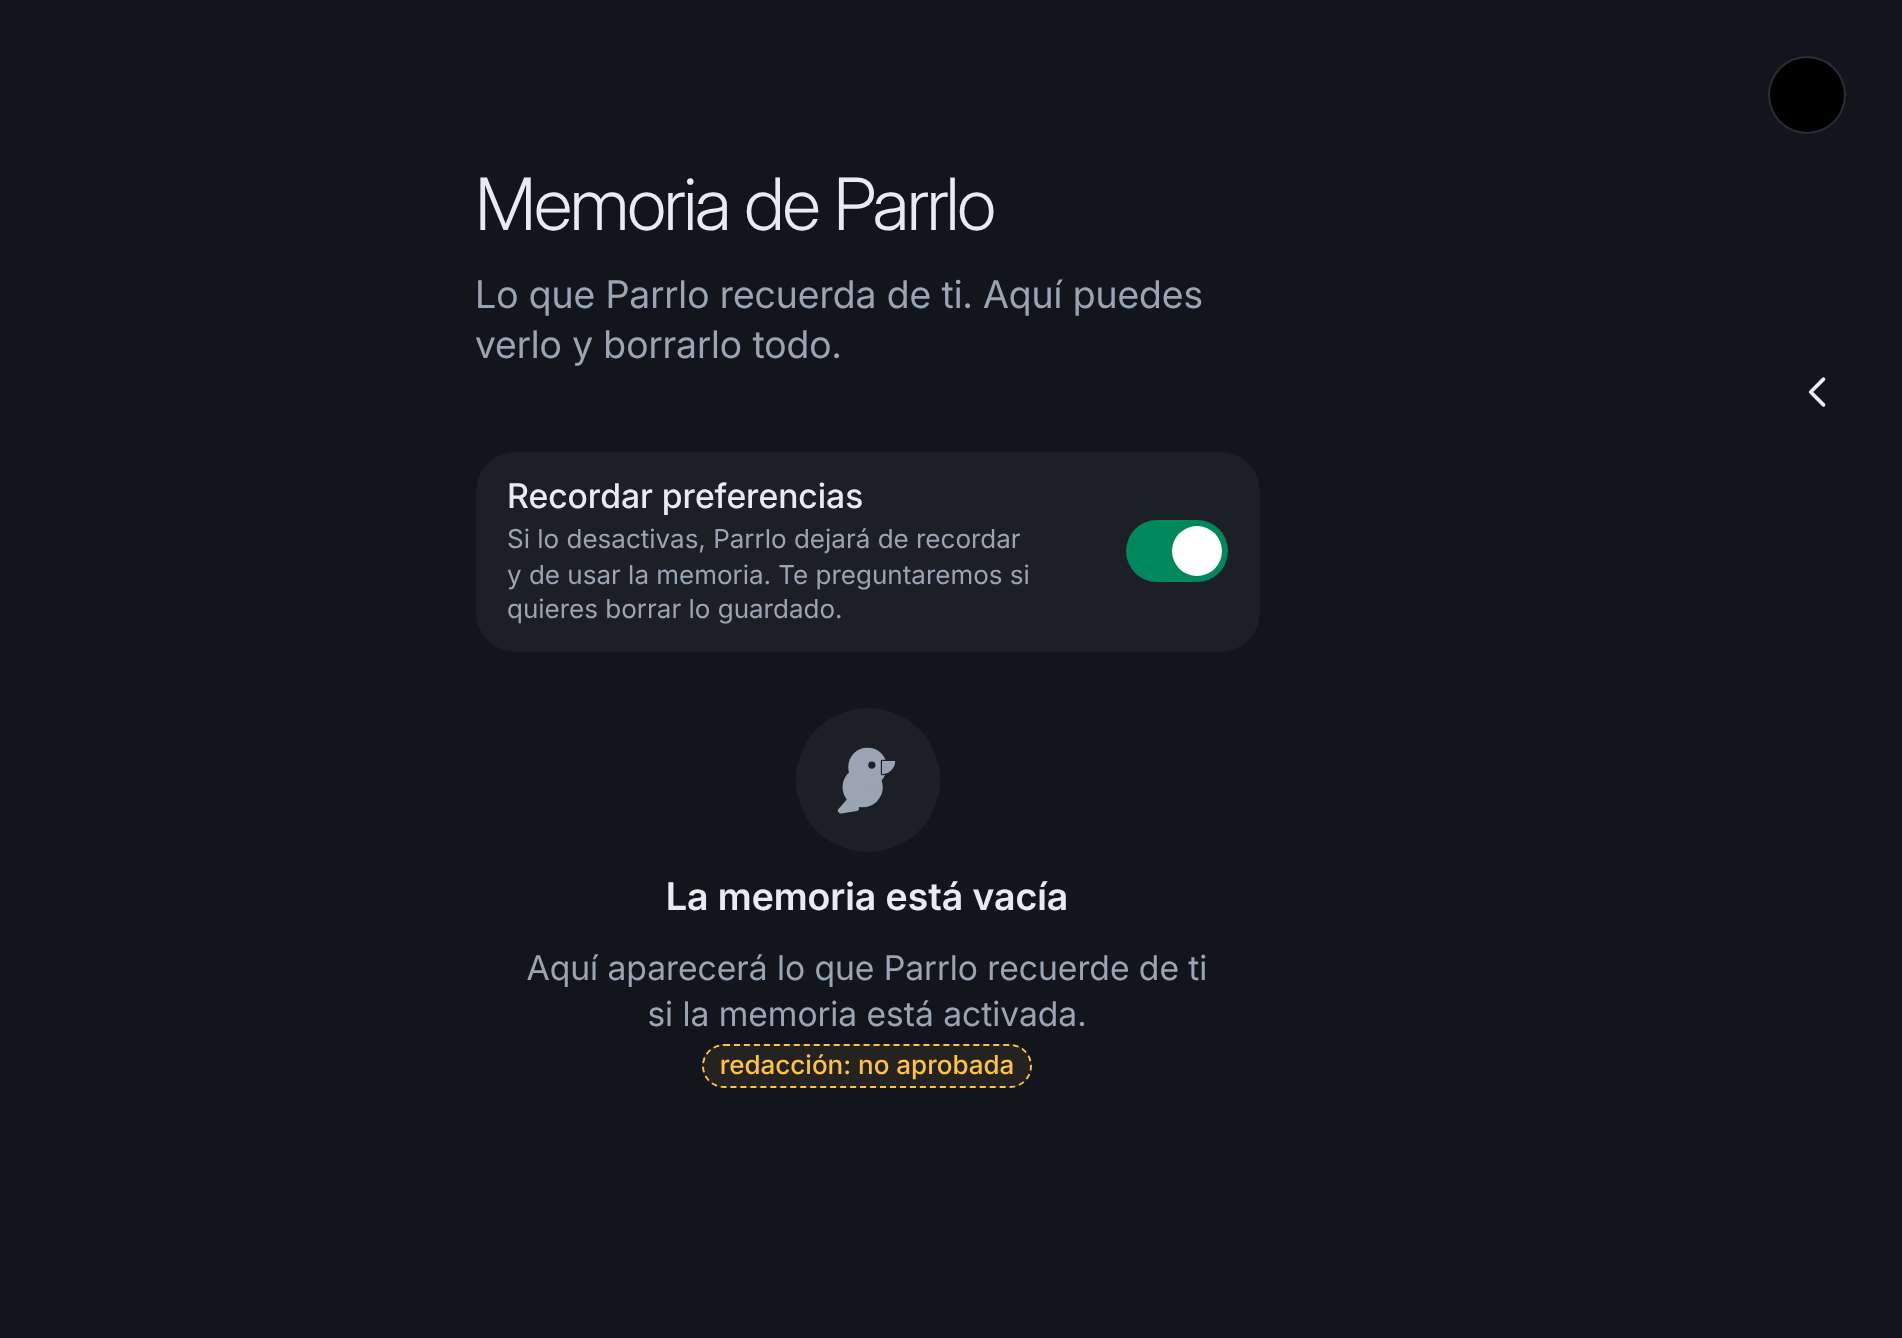 Memoria de Parrlo
Lo que Parrlo recuerda de ti. Aquí puedes
verlo y borrarlo todo.
Recordar preferencias
Si lo desactivas, Parrlo dejará de recordar
y de usar la memoria. Te preguntaremos si
quieres borrar lo guardado.
La memoria está vacía
Aquí aparecerá lo que Parrlo recuerde de ti
si la memoria está activada.
redacción: no aprobada